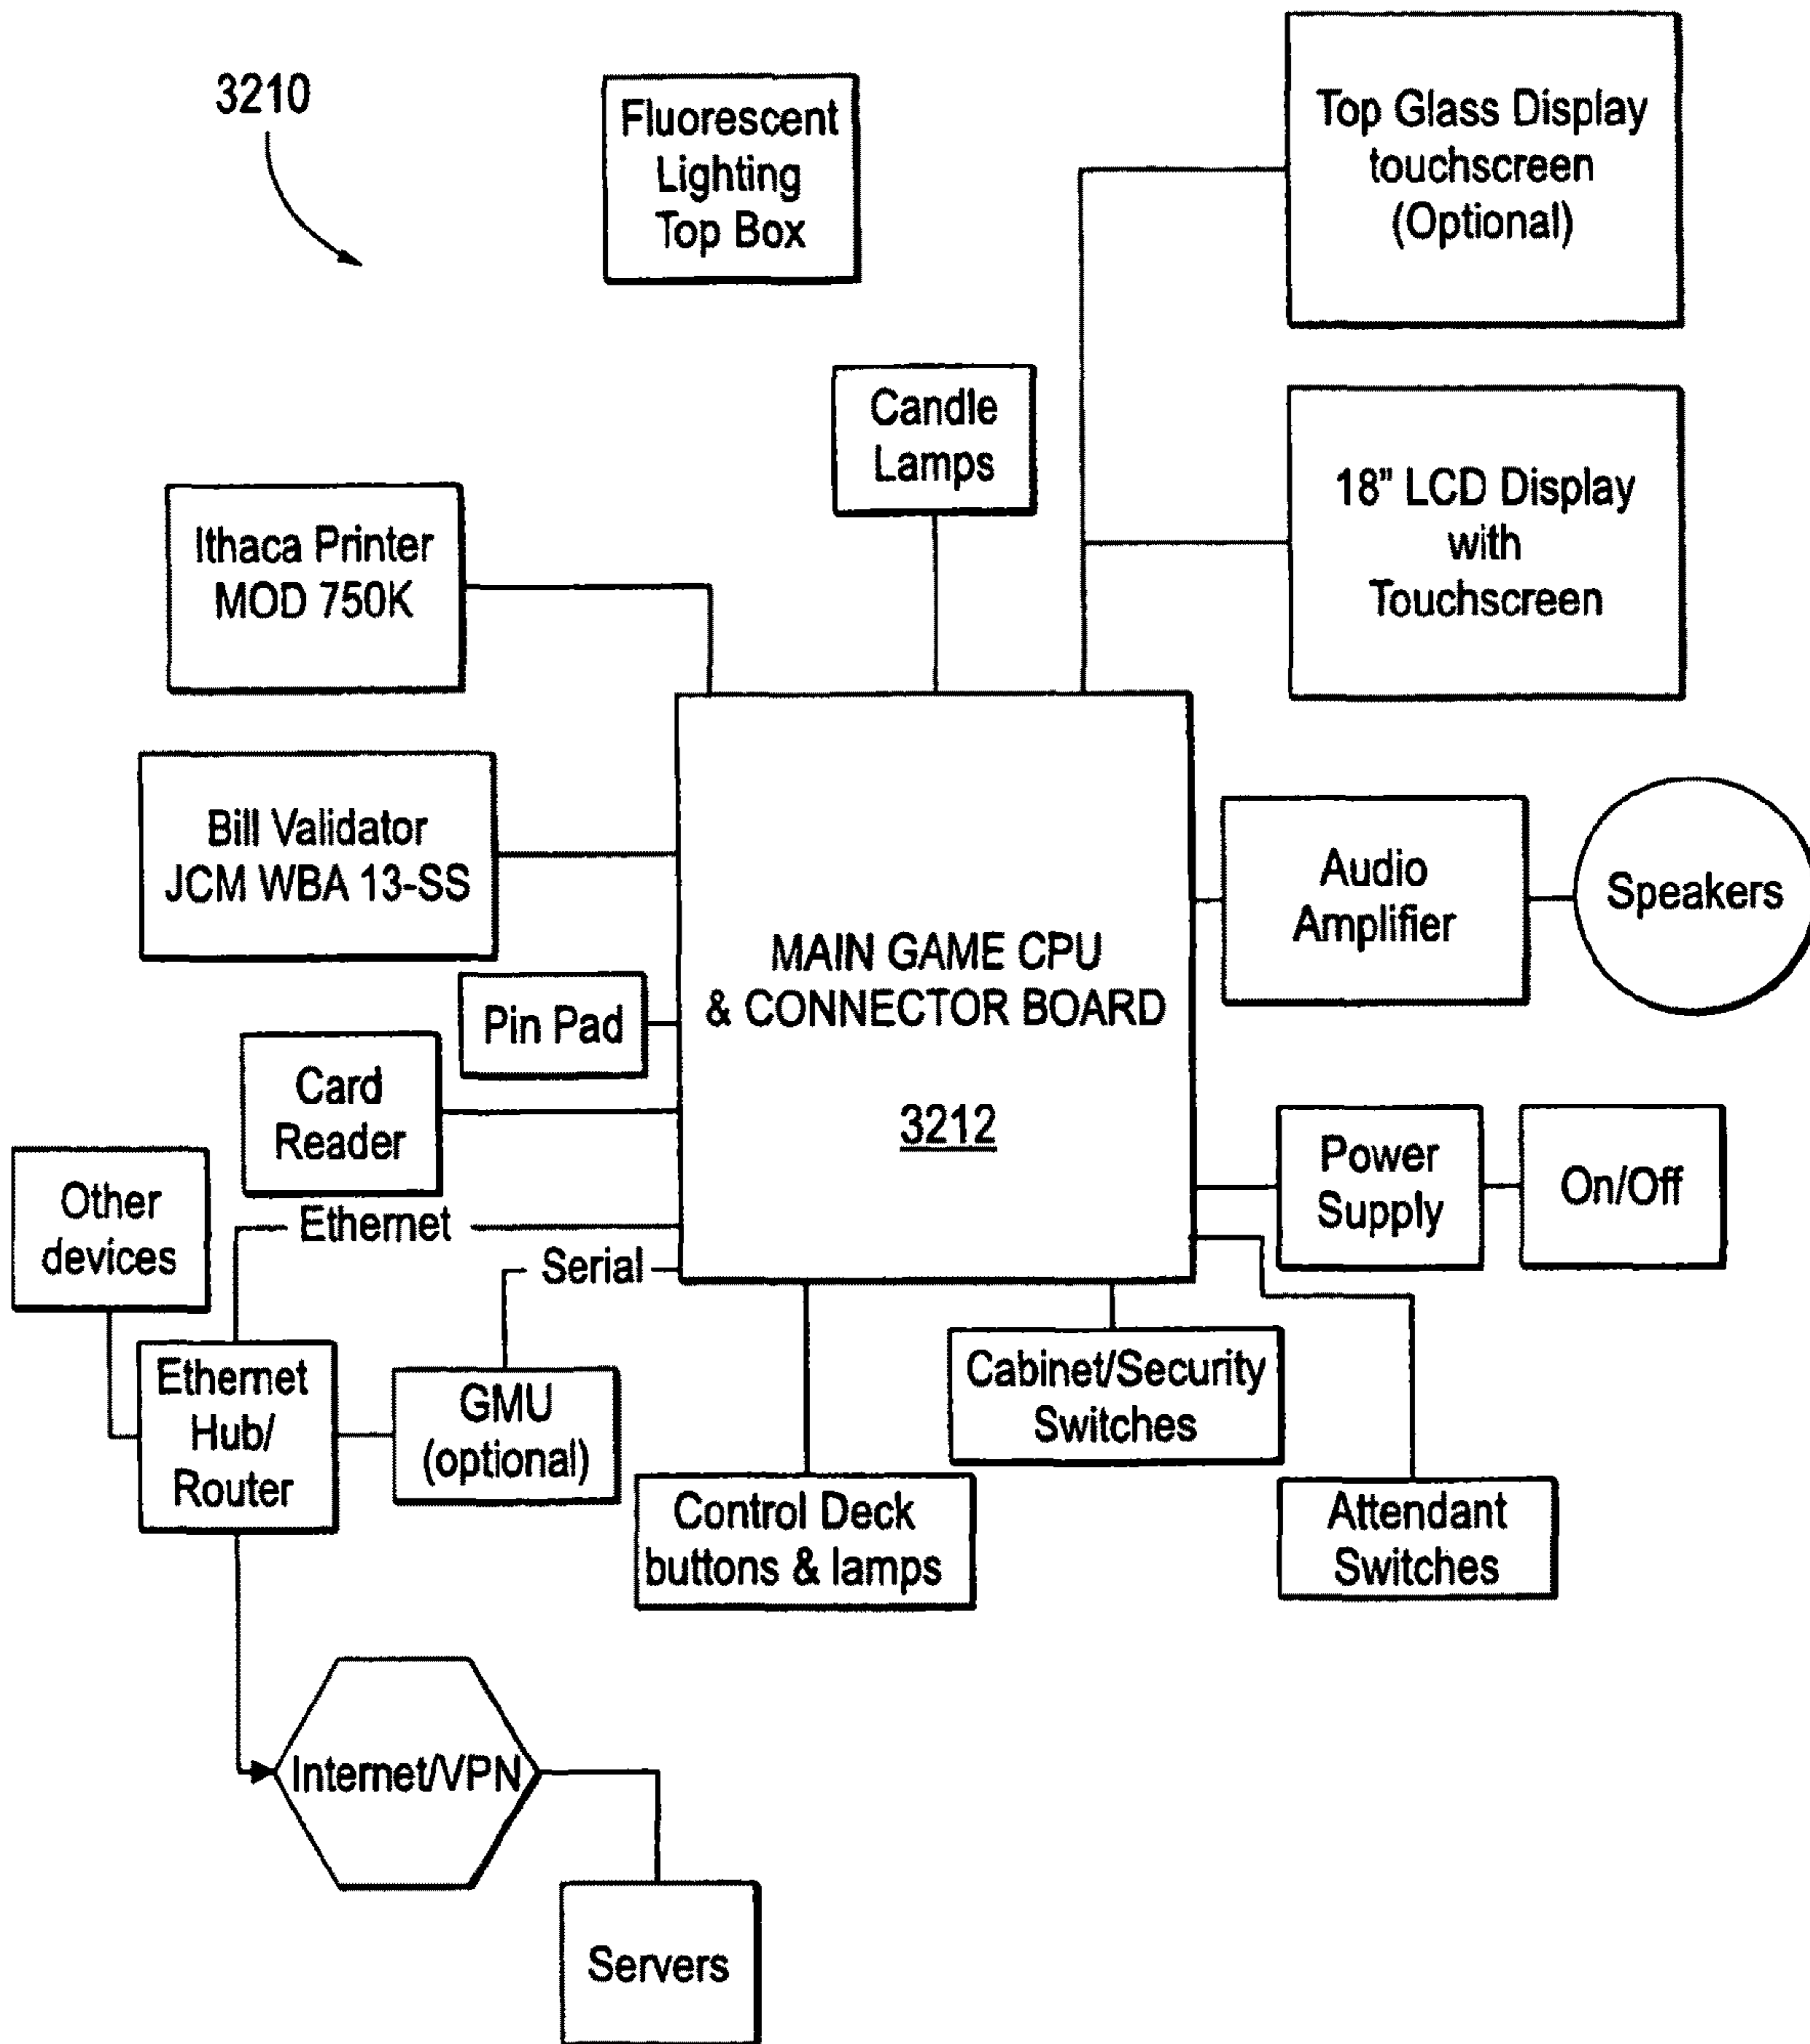 3210
Fluorescent
Lighting
Top Box
Top Glass Display
touchscreen
(Optional)
Candle
Lamps
18” LCD Display
with
Touchscreen
Ithaca Printer
MOD 750K
Bill Validator
JCM WBA 13-SS
MAIN GAME CPU
& CONNECTOR BOARD
3212
Audio
Amplifier
Speakers
Pin Pad
Card
Reader
Power
Supply
On/Off
Other
devices
Ethernet
Serial
Ethernet
Hub/
Router
GMU
(optional)
Cabinet/Security
Switches
Control Deck
buttons & lamps
Attendant
Switches
Internet/VPN
Servers